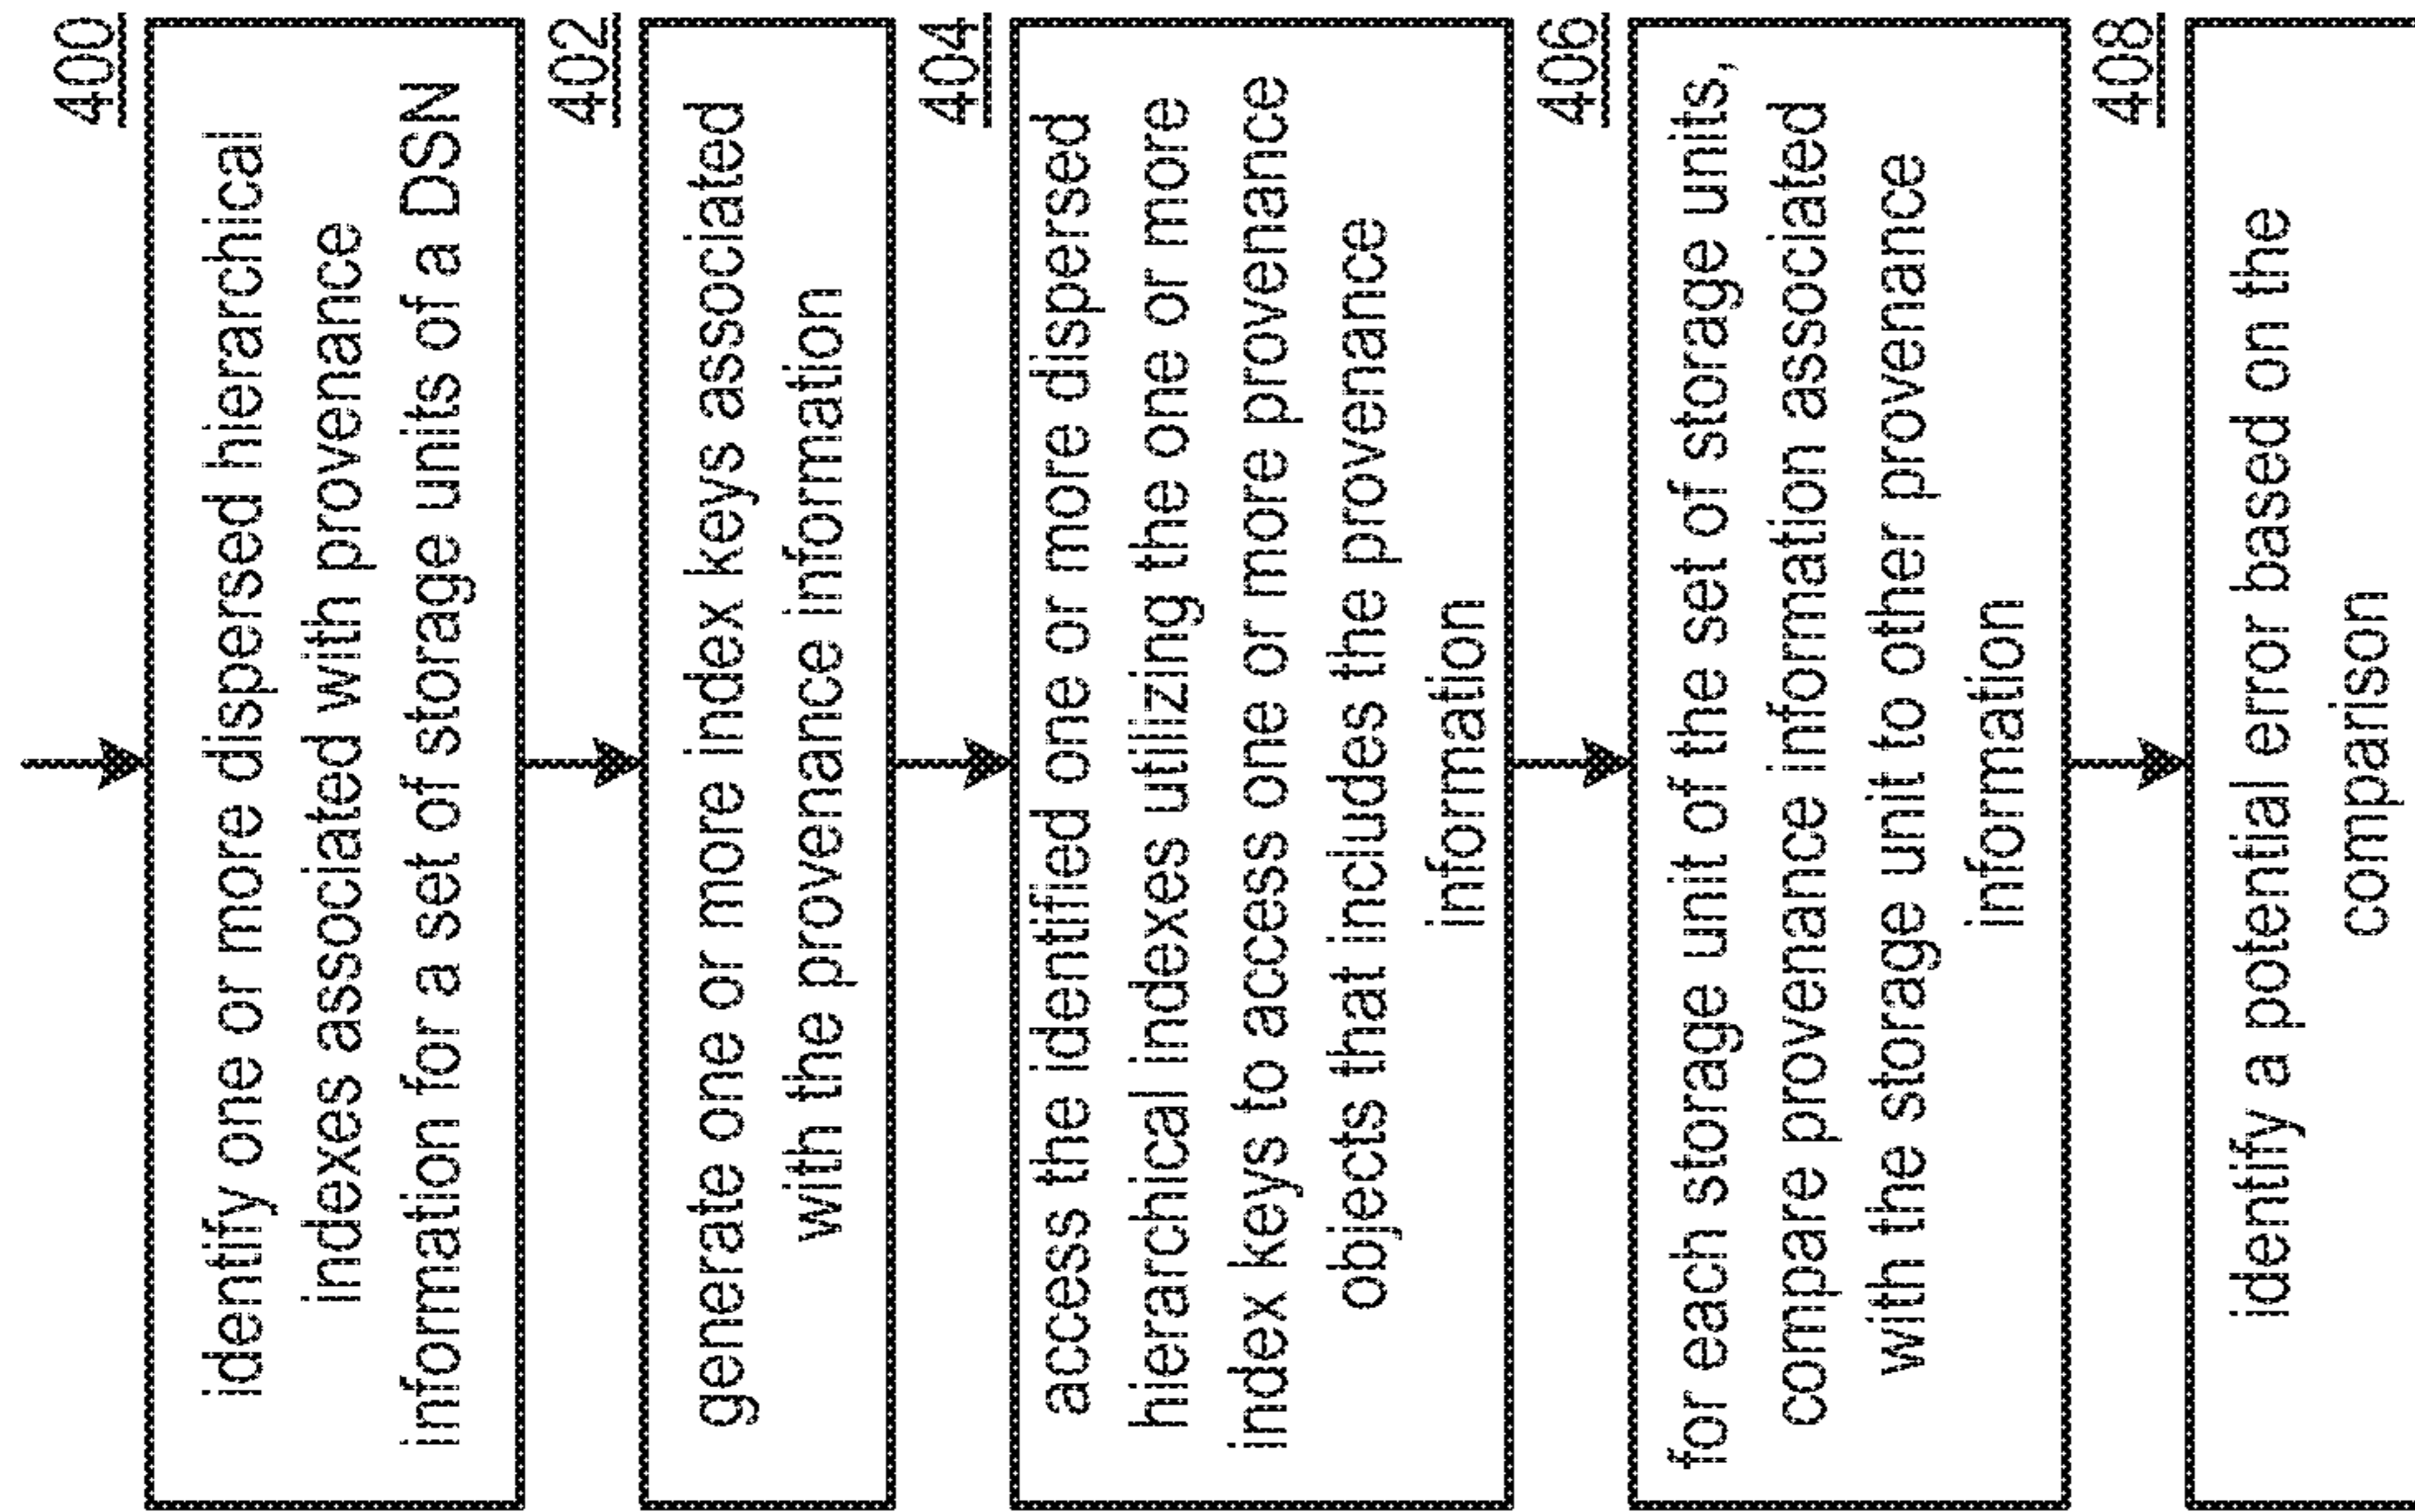 400
identify one or more dispersed hierarchical
indexes associated with provenance
information for a set of storage units of a DSN
402
generate one or more index keys associated
with the provenance information
404
access the identified one or more dispersed
hierarchical indexes utilizing the one or more
index keys to access one or more provenance
objects that includes the provenance
information
406
for each storage unit of the set of storage units,
compare provenance information associated
with the storage unit to other provenance
information
408
identify a potential error based on the
comparison